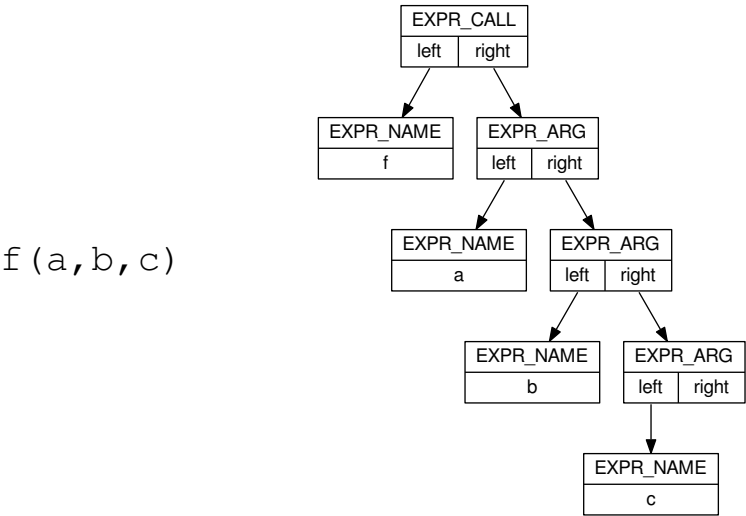 EXPR_CALL
left right
EXPR_NAME
f
EXPR_ARG
left right
f(a,b,c)
EXPR_NAME
a
EXPR_ARG
left right
EXPR_NAME
b
EXPR_ARG
left right
EXPR_NAME
c